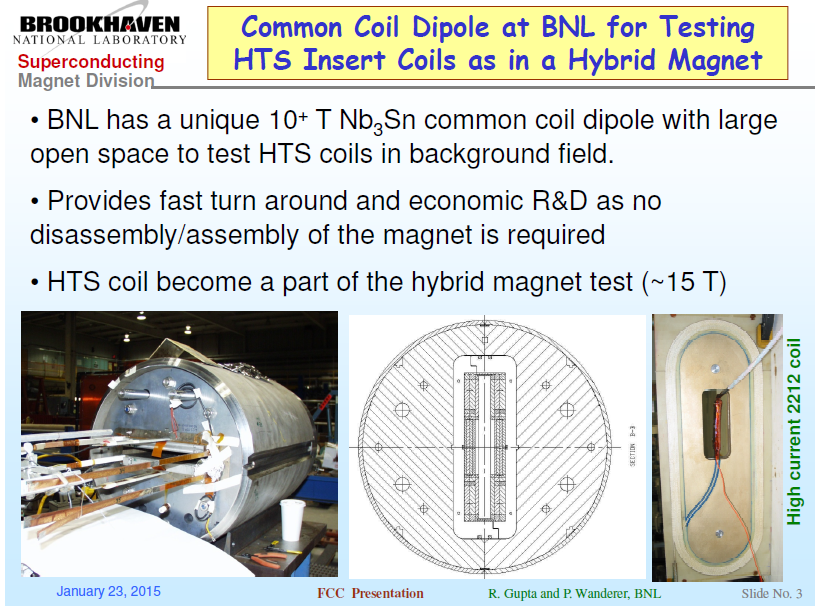 BROOKHAVEN
NATIONAL LABORATORY
Superconducting
Magnet Division
Common Coil Dipole at BNL for Testing
HTS Insert Coils as in a Hybrid Magnet
• BNL has a unique 10⁺ T Nb₃Sn common coil dipole with large
open space to test HTS coils in background field.
• Provides fast turn around and economic R&D as no
disassembly/assembly of the magnet is required
• HTS coil become a part of the hybrid magnet test (~15 T)
SECTION B-B
High current 2212 coil
January 23, 2015
FCC Presentation
R. Gupta and P. Wanderer, BNL
Slide No. 3